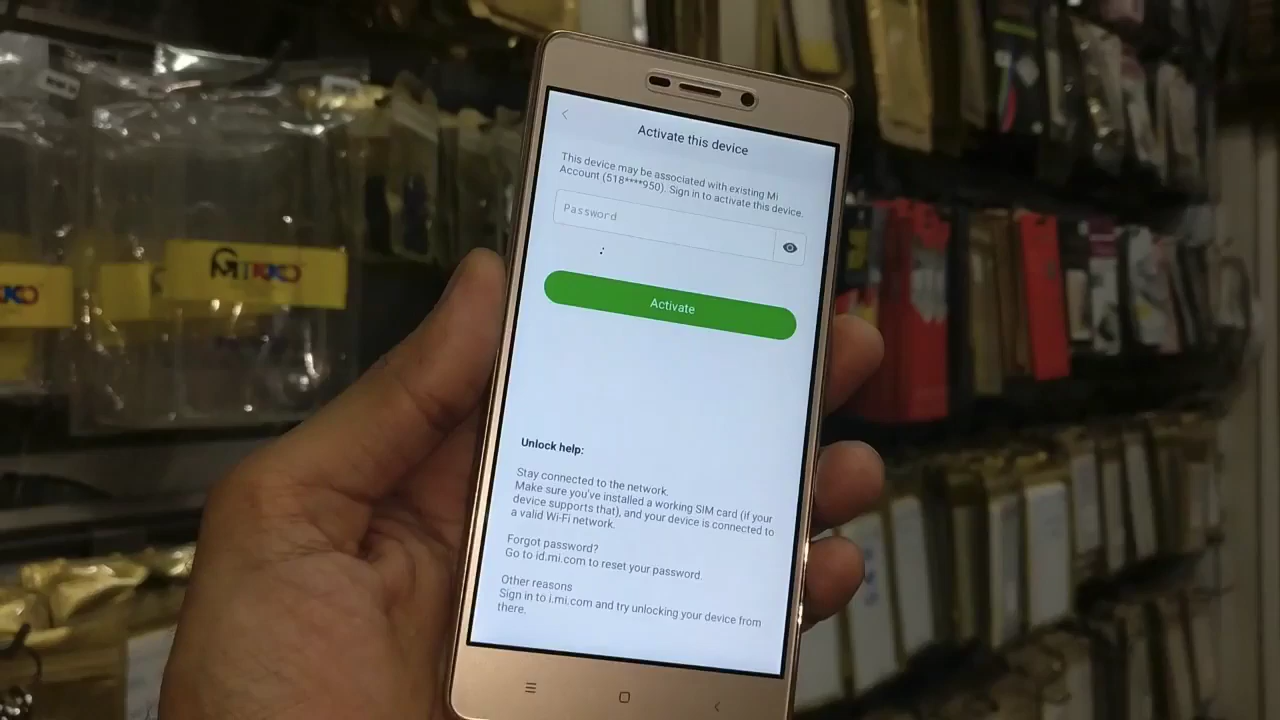 Activate this device
This device may be associated with existing Mi
Account (518****950). Sign in to activate this device.
Password
Activate
Unlock help:
Stay connected to the network.
Make sure you've installed a working SIM card (if your
device supports that), and your device is connected to
a valid Wi-Fi network.
Forgot password?
Go to id.mi.com to reset your password.
Other reasons
Sign in to i.mi.com and try unlocking your device from
there.